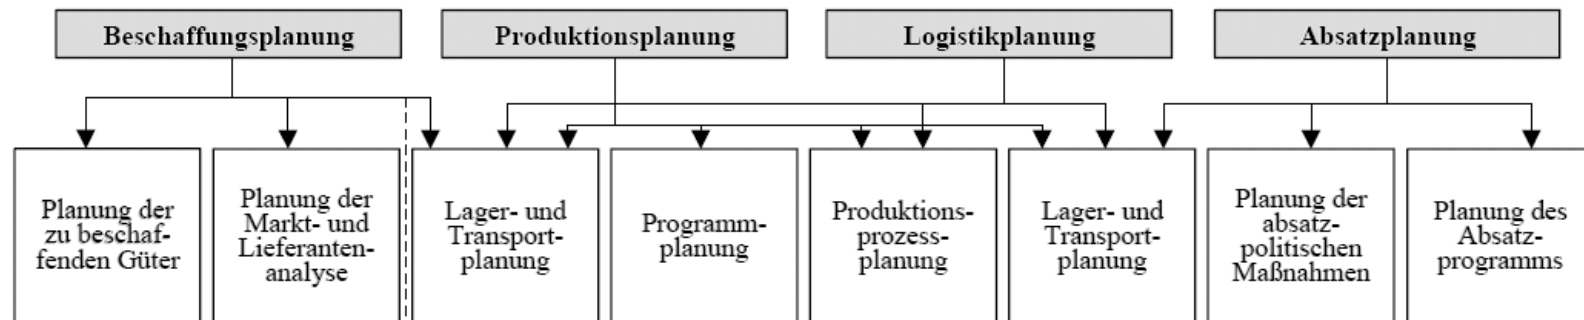 Beschaffungsplanung
Produktionsplanung
Logistikplanung
Absatzplanung
Planung der
zu beschaf-
fenden Güter
Planung der
Markt- und
Lieferanten-
analyse
Lager- und
Transport-
planung
Programm-
planung
Produktions-
prozess-
planung
Lager- und
Transport-
planung
Planung der
absatz-
politischen
Maßnahmen
Planung des
Absatz-
programms